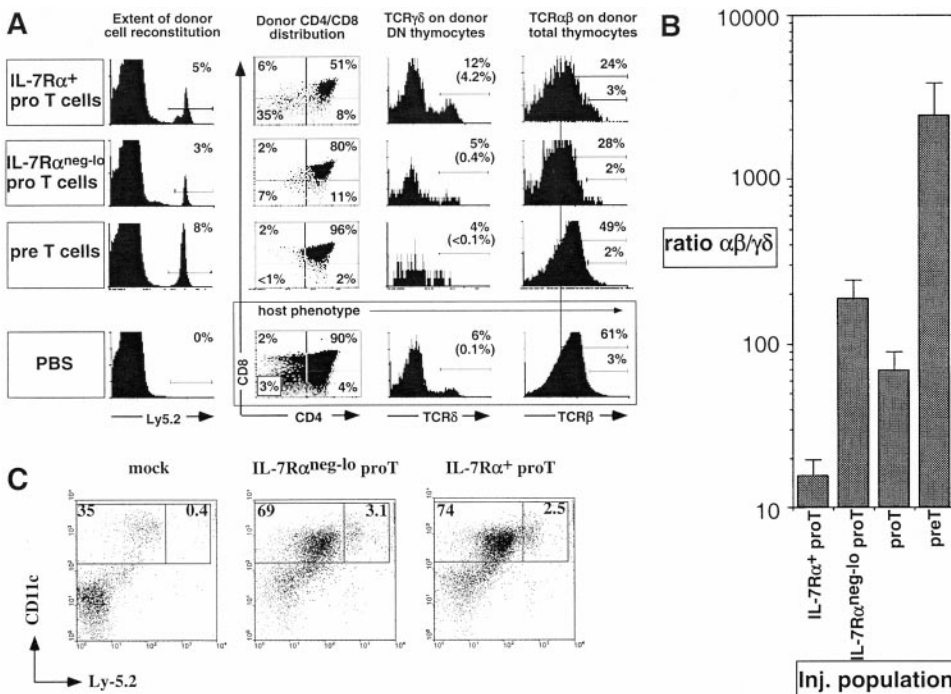 A
Extent of donor
cell reconstitution
Donor CD4/CD8
distribution
TCRγδ on donor
DN thymocytes
TCRαβ on donor
total thymocytes
IL-7Rα+
pro T cells
5%
6% 51%
35% 8%
12%
(4.2%)
24%
3%
IL-7Rαneg-lo
pro T cells
3%
2% 80%
7% 11%
5%
(0.4%)
28%
2%
pre T cells
8%
2% 96%
<1% 2%
4%
(<0.1%)
49%
2%
host phenotype
PBS
0%
2% 90%
3% 4%
6%
(0.1%)
61%
3%
CD8
Ly5.2
CD4
TCRδ
TCRβ
B
10000
1000
100
10
ratio αβ/γδ
IL-7Rα+ proT
IL-7Rαneg-lo proT
proT
preT
Inj. population
C
mock
IL-7Rαneg-lo proT
IL-7Rα+ proT
35 0.4
69 3.1
74 2.5
CD11c
Ly-5.2